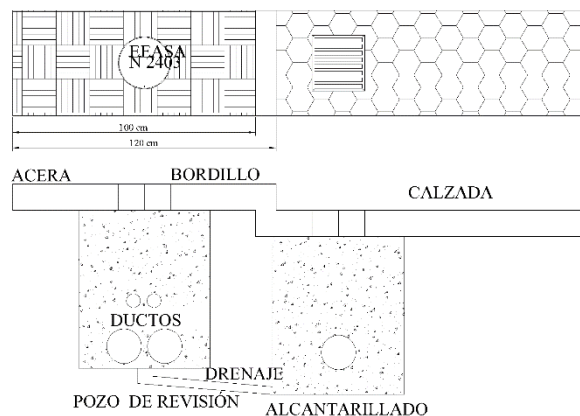 EEASA
N 2403
100 cm
120 cm
ACERA
BORDILLO
CALZADA
DUCTOS
DRENAJE
POZO DE REVISIÓN
ALCANTARILLADO